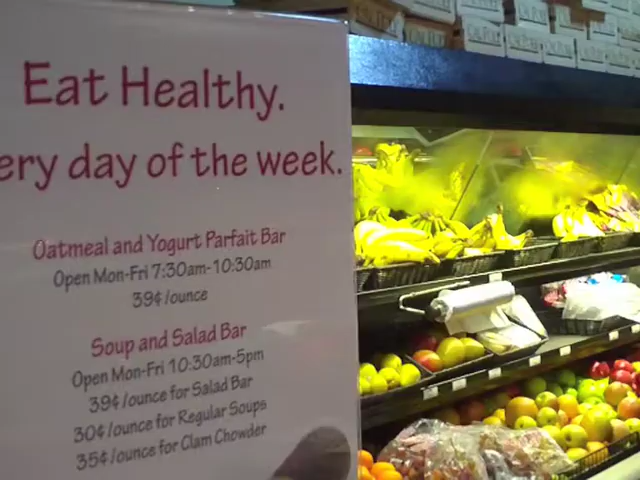 Eat Healthy.
ery day of the week.
Oatmeal and Yogurt Parfait Bar
Open Mon-Fri 7:30am-10:30am
39¢/ounce
Soup and Salad Bar
Open Mon-Fri 10:30am-5pm
39¢/ounce for Salad Bar
30¢/ounce for Regular Soups
35¢/ounce for Clam Chowder